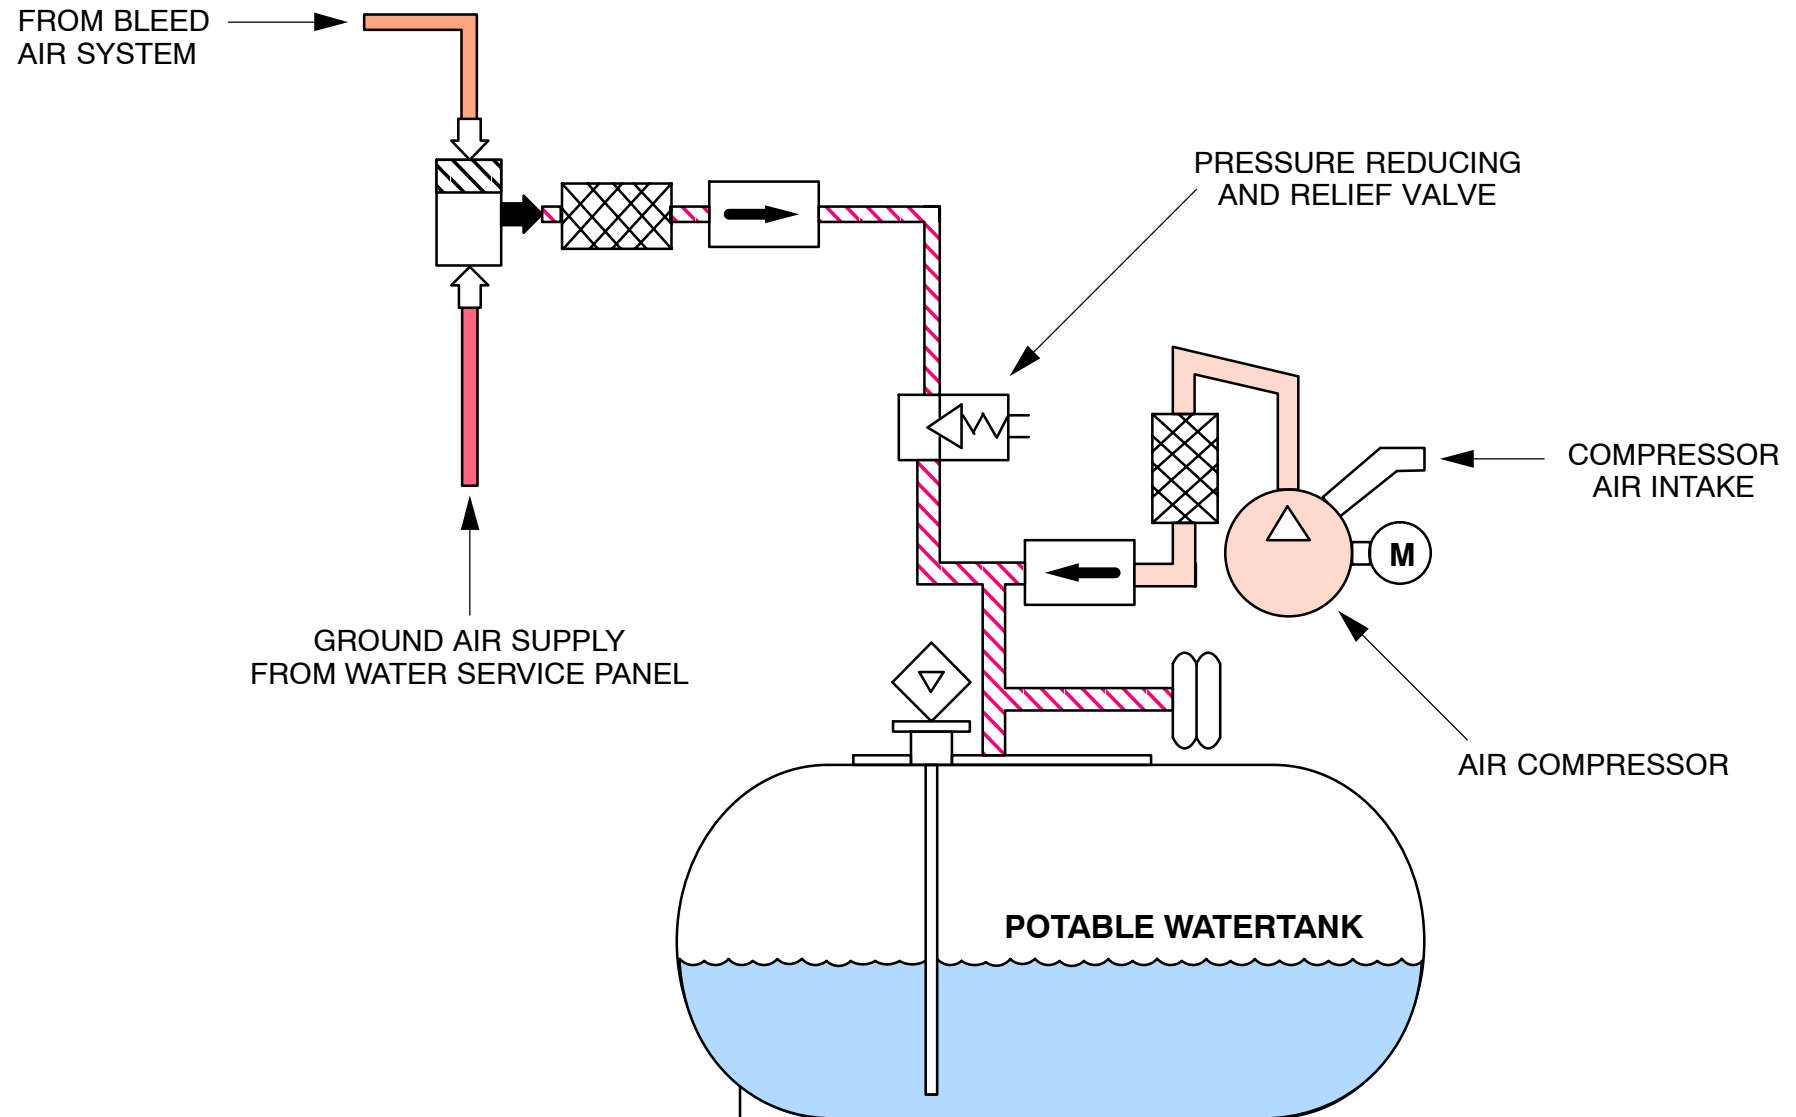 FROM BLEED
AIR SYSTEM
PRESSURE REDUCING
AND RELIEF VALVE
COMPRESSOR
AIR INTAKE
M
GROUND AIR SUPPLY
FROM WATER SERVICE PANEL
AIR COMPRESSOR
POTABLE WATERTANK